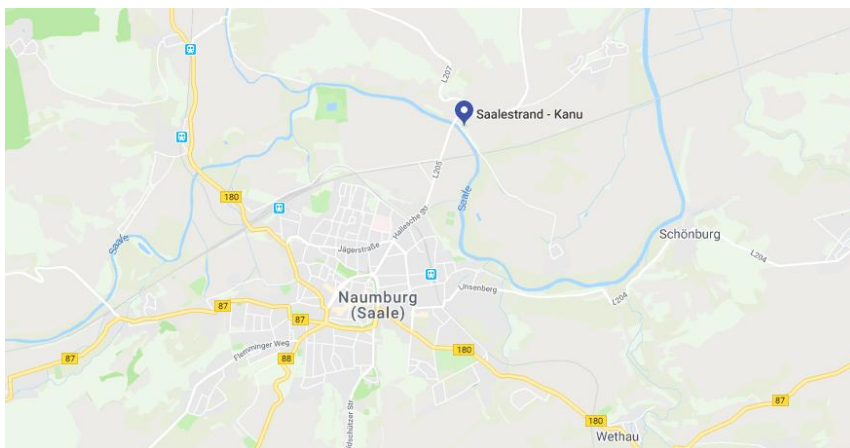 L207
Saalestrand - Kanu
L205
180
Saale
Hallesche Str
Schönburg
Saale
Jägerstraße
L204
Naumburg
(Saale)
Unsenberg
L204
87
87
Flemminger Weg
180
87
88
87
180
Wethau